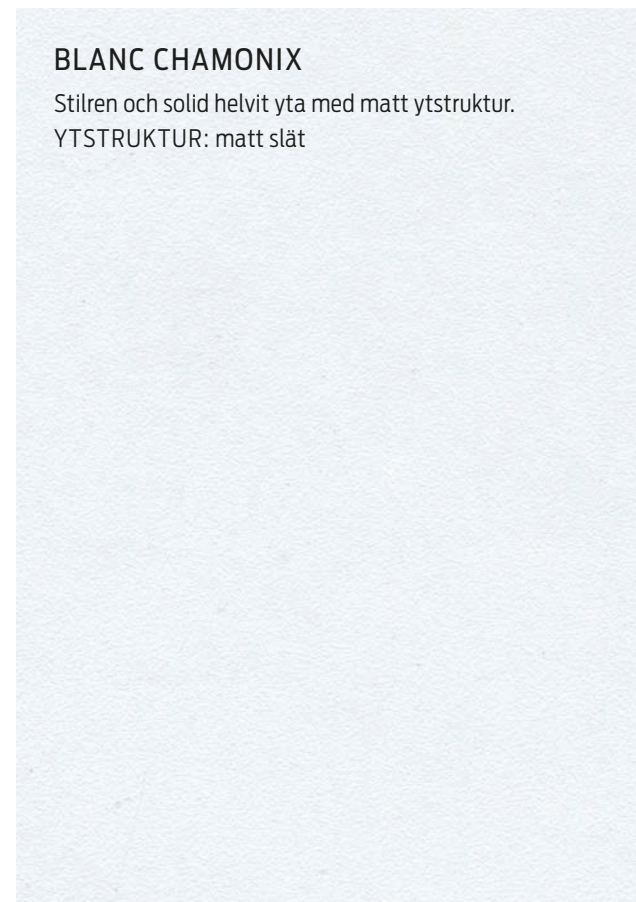 BLANC CHAMONIX
Stilren och solid helvit yta med matt ytstruktur.
YTSTRUKTUR: matt slät